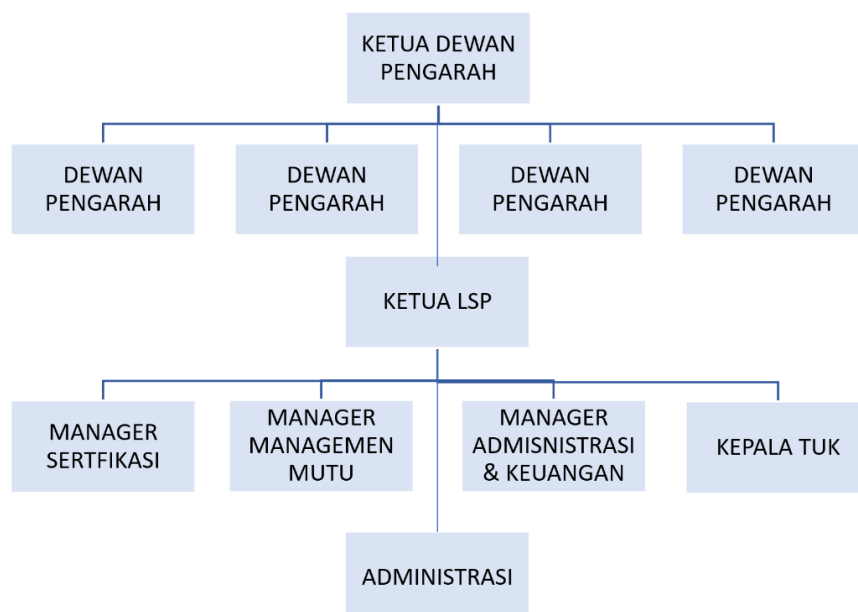 KETUA DEWAN
PENGARAH
DEWAN
PENGARAH
DEWAN
PENGARAH
DEWAN
PENGARAH
DEWAN
PENGARAH
KETUA LSP
MANAGER
SERTFIKASI
MANAGER
MANAGEMEN
MUTU
MANAGER
ADMISNISTRASI
& KEUANGAN
KEPALA TUK
ADMINISTRASI